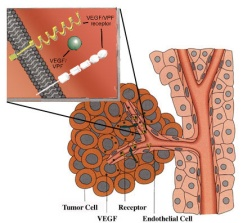 VEGF/VPF
receptor
VEGF/
VPF
Tumor Cell
Receptor
VEGF
Endothelial Cell